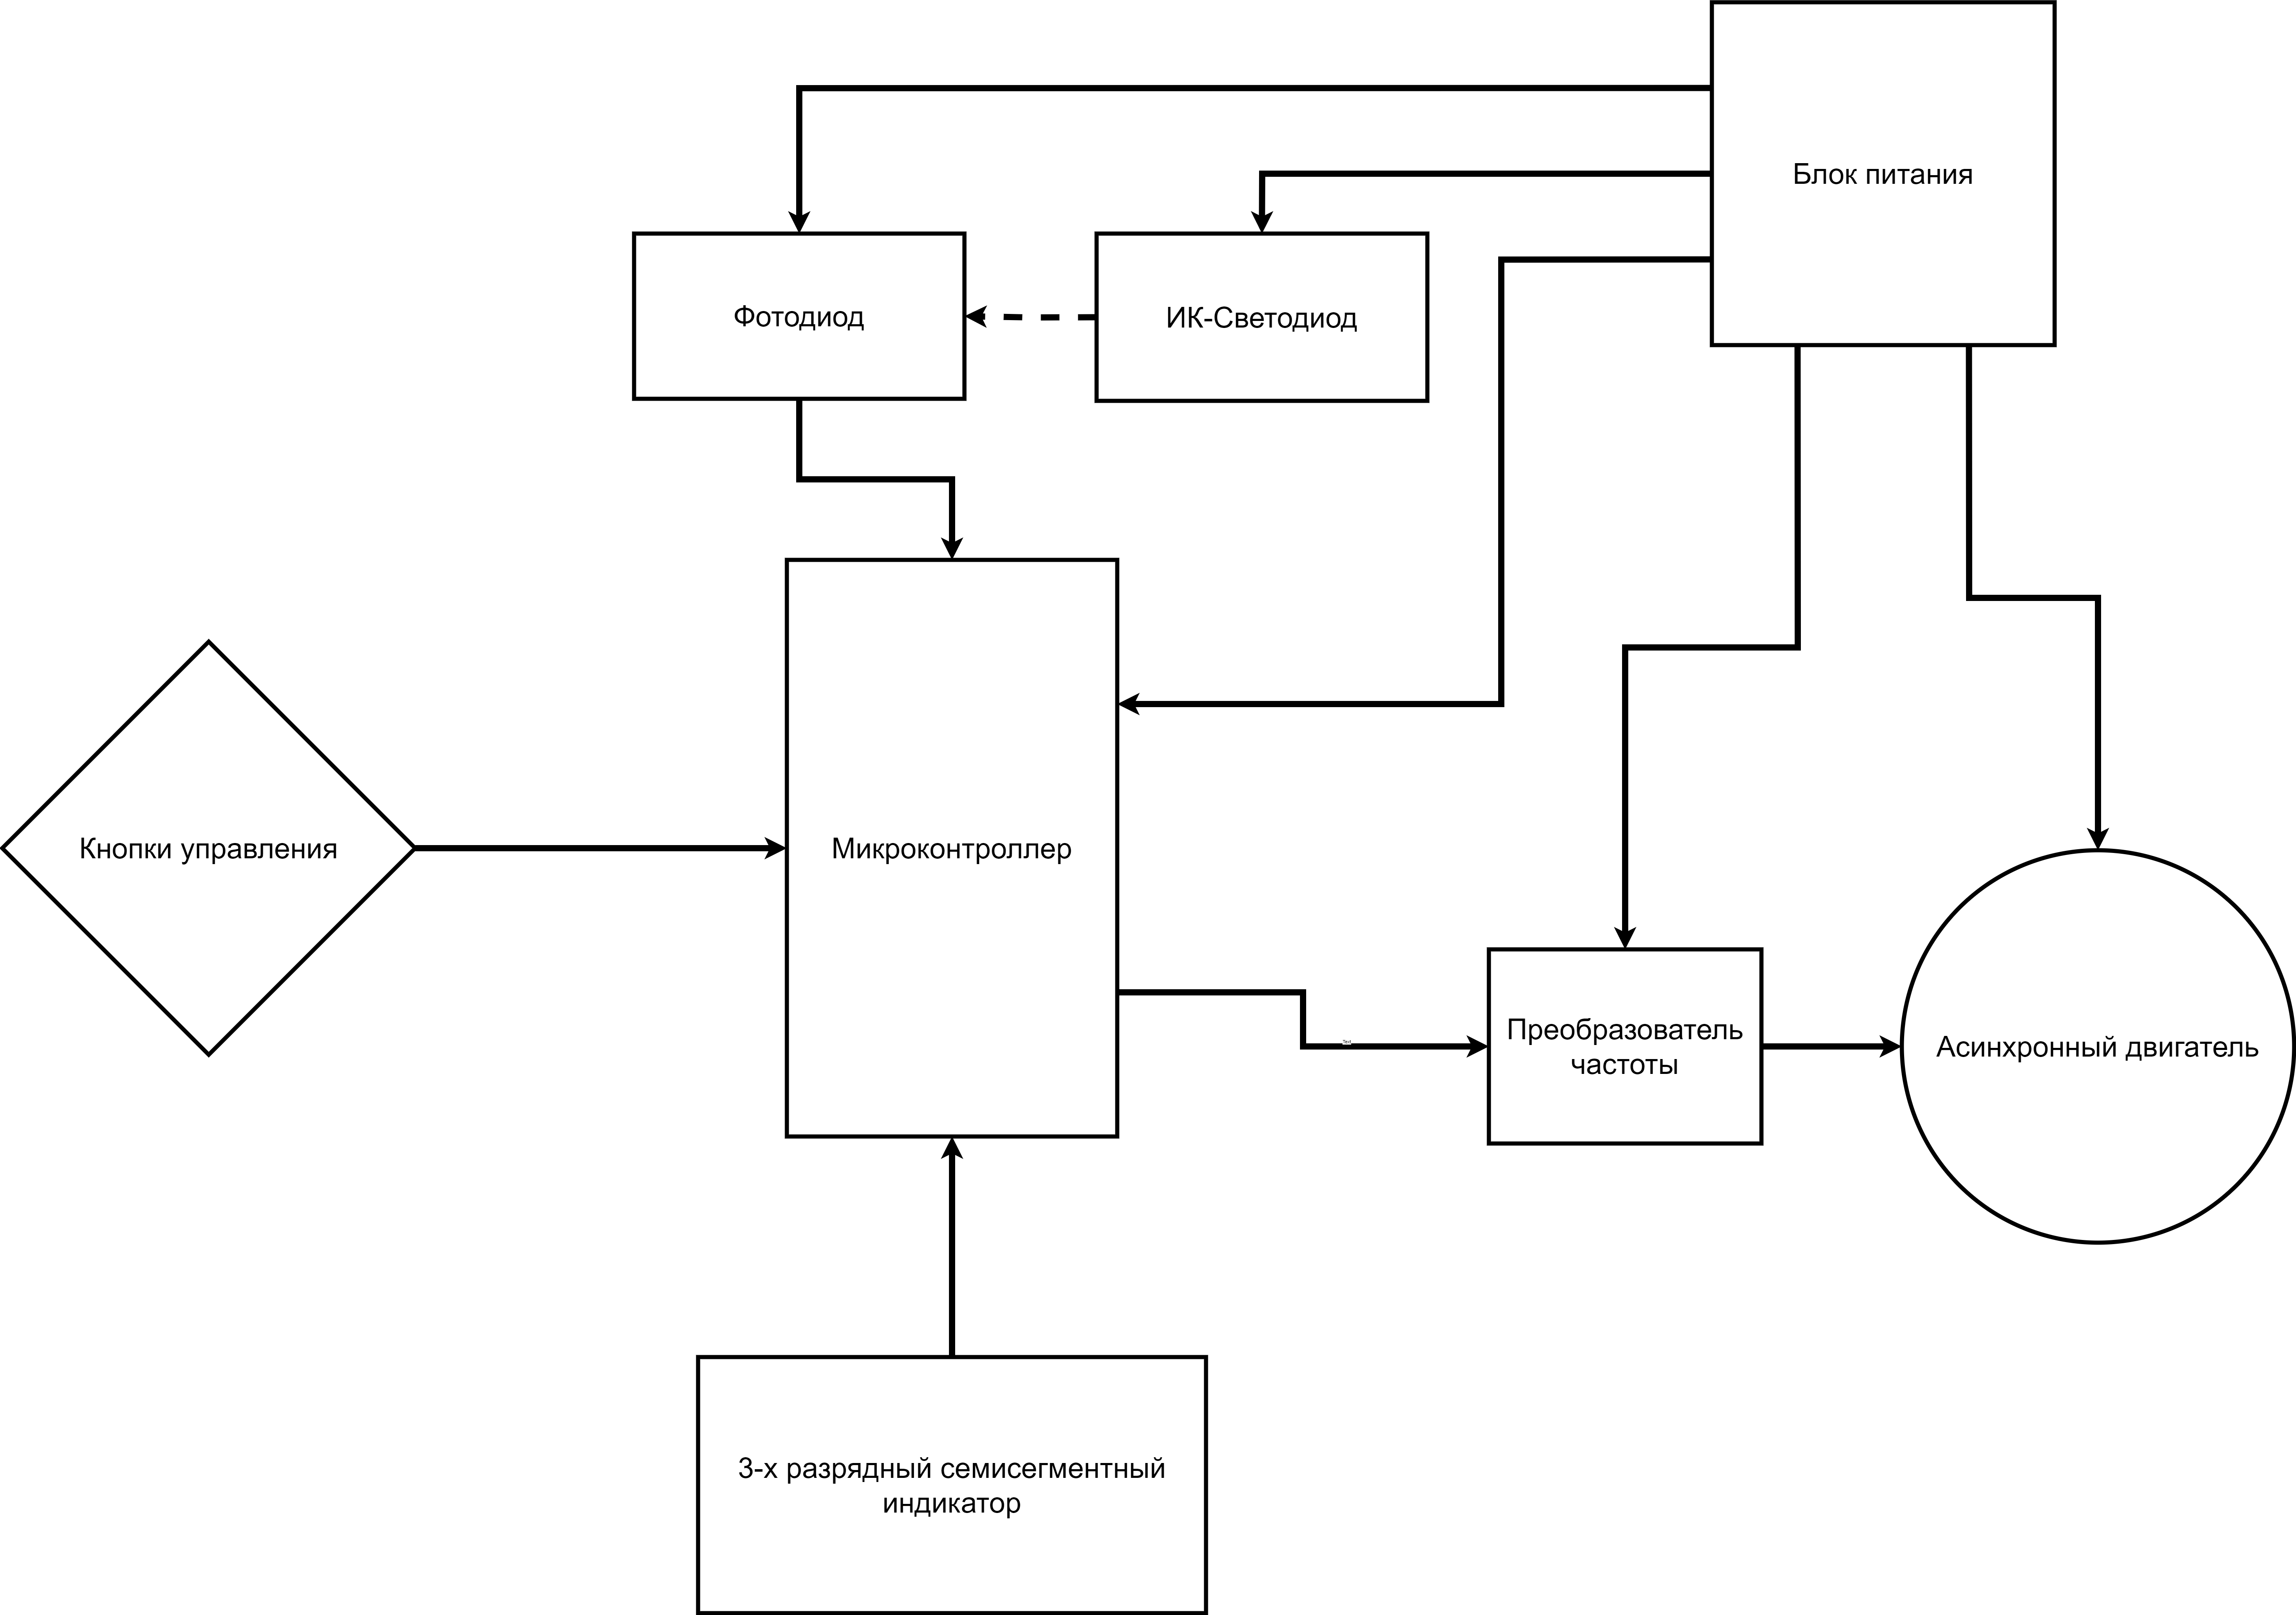 Блок питания
Фотодиод
ИК-Светодиод
Кнопки управления
Микроконтроллер
Преобразователь
частоты
Асинхронный двигатель
3-х разрядный семисегментный
индикатор